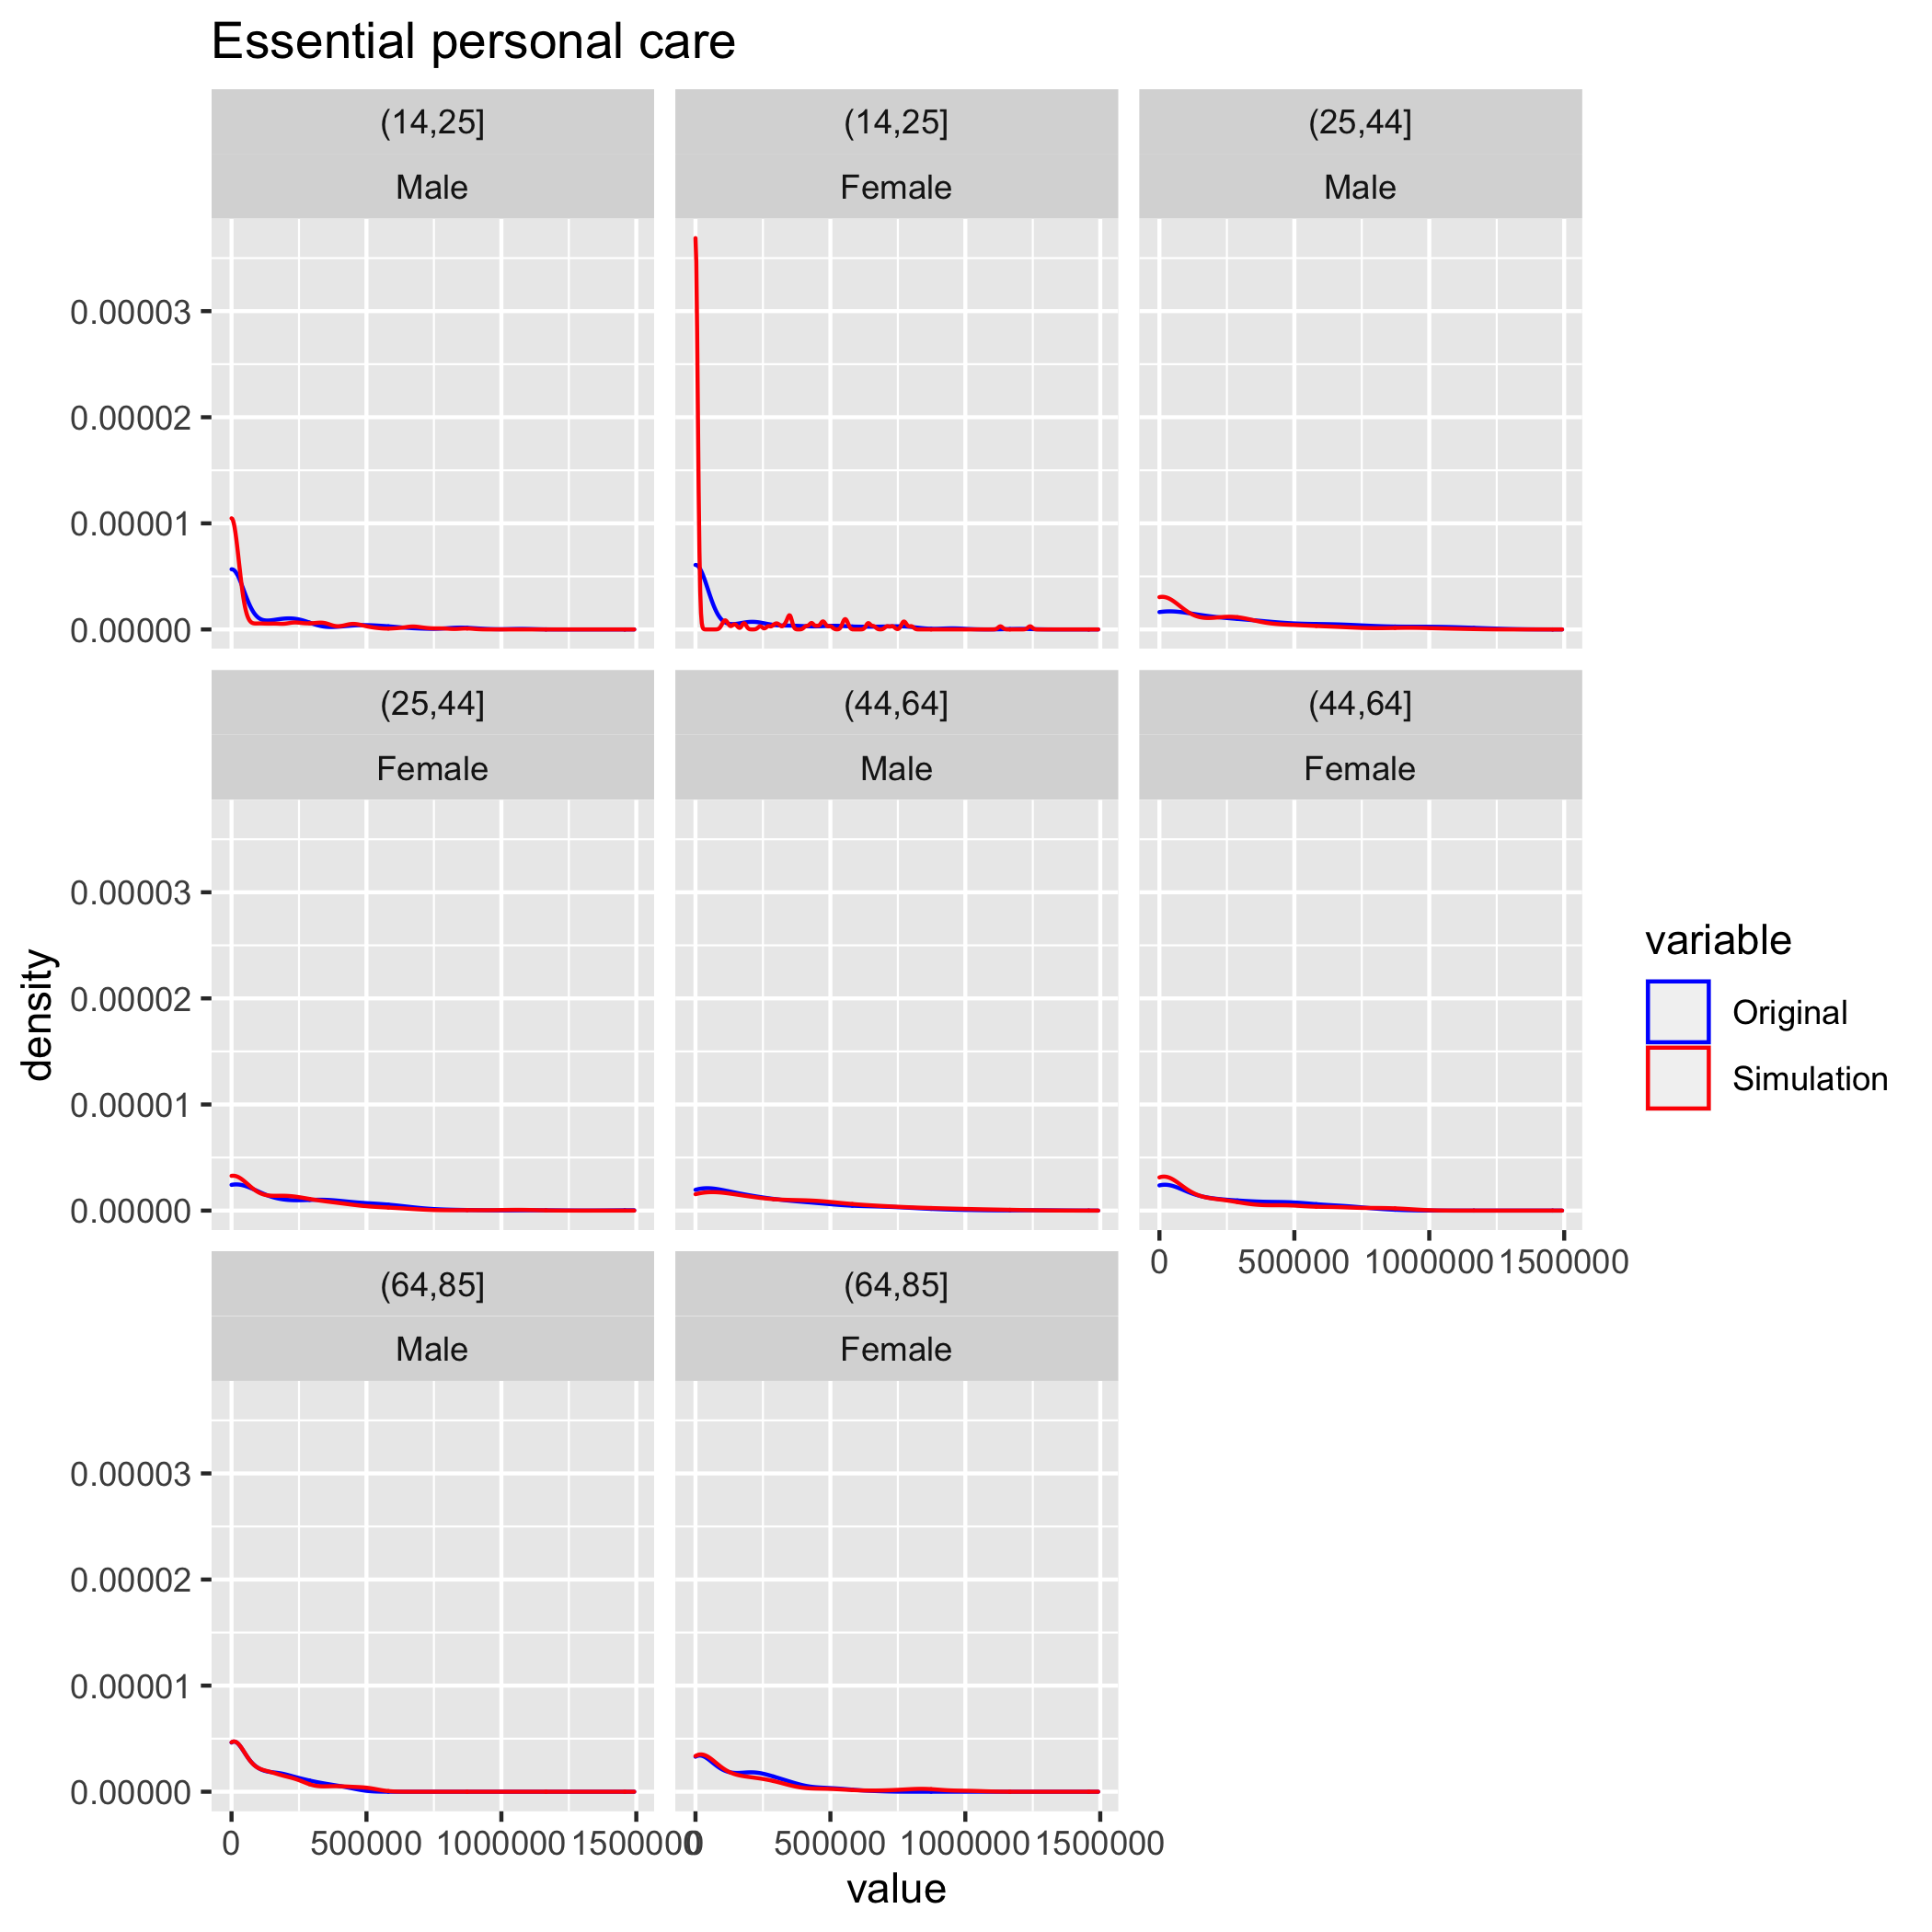 Essential personal care
(14,25]
(14,25]
(25,44]
Male
Female
Male
0.00003
0.00002
0.00001
0.00000
(25,44]
(44,64]
(44,64]
Female
Male
Female
0.00003
0.00002
0.00001
0.00000
0
500000
1000000
1500000
(64,85]
(64,85]
Male
Female
0.00003
0.00002
0.00001
0.00000
0
500000
1000000
1500000
0
500000
1000000
1500000
value
density
variable
Original
Simulation